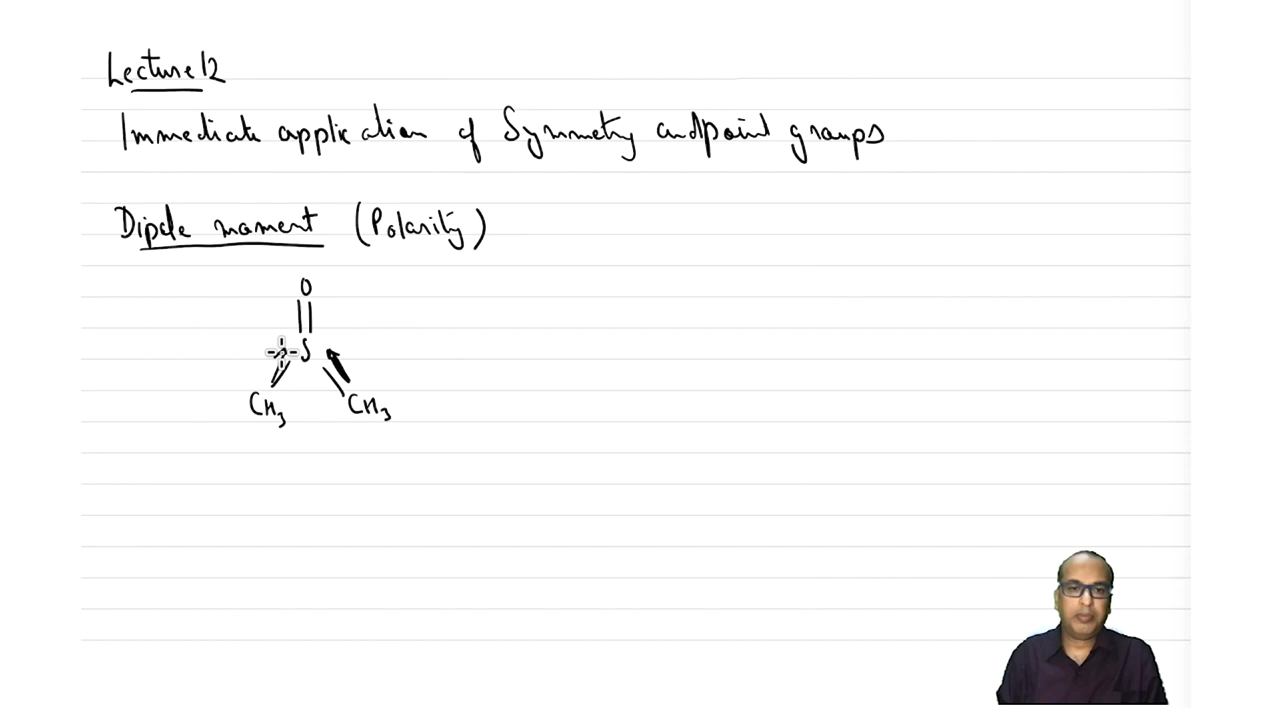 Lecture 12
Immediate application of Symmetry and point groups
Dipole moment (Polarity)
O
S
CH3 CH3